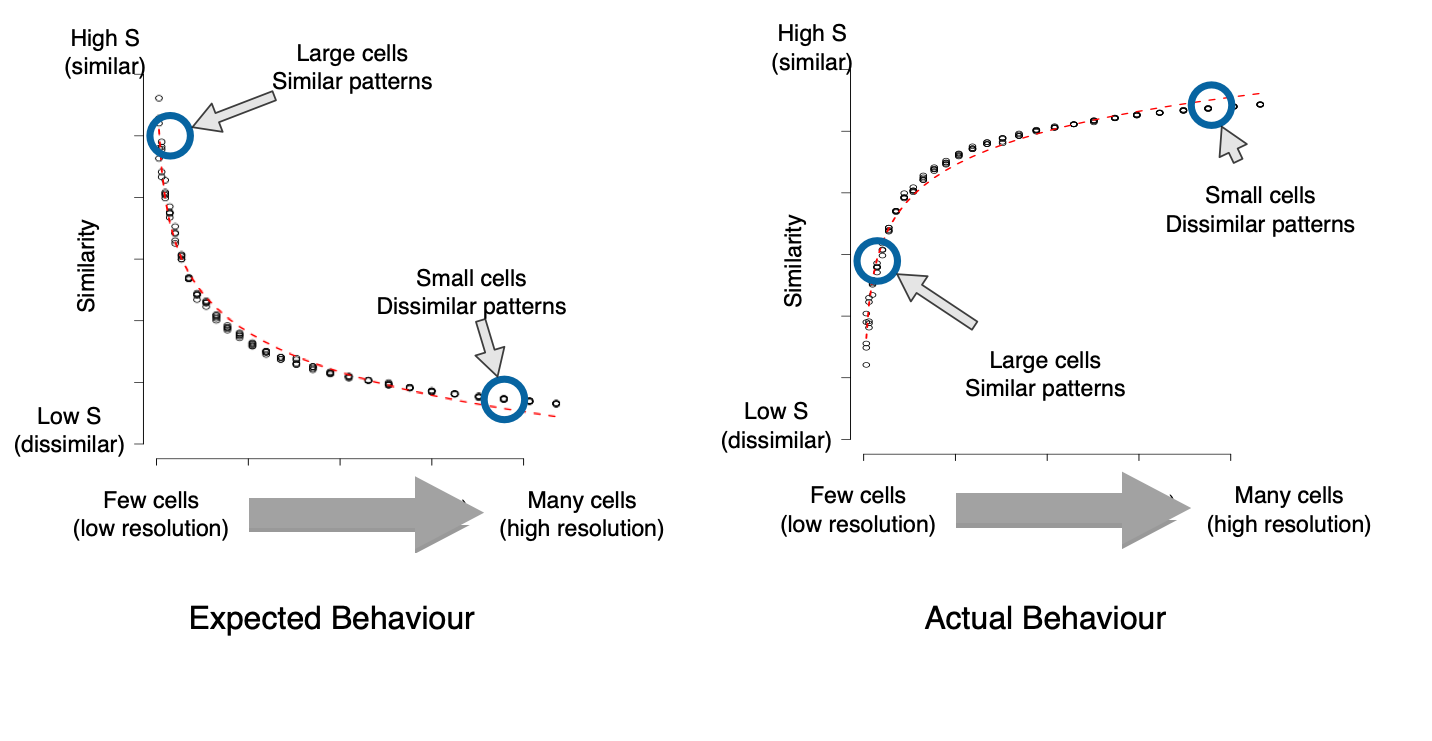 High S
(similar)
Large cells
Similar patterns
Similarity
Small cells
Dissimilar patterns
Low S
(dissimilar)
Few cells
(low resolution)
Many cells
(high resolution)
Expected Behaviour
High S
(similar)
Small cells
Dissimilar patterns
Similarity
Large cells
Similar patterns
Low S
(dissimilar)
Few cells
(low resolution)
Many cells
(high resolution)
Actual Behaviour